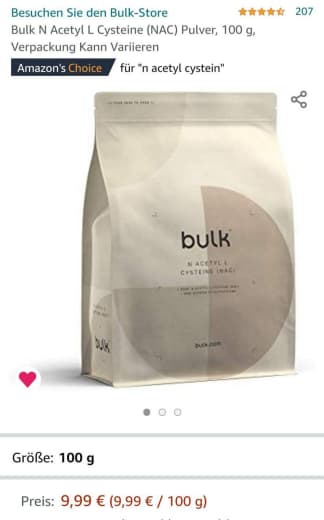 Besuchen Sie den Bulk-Store
207
Bulk N Acetyl L Cysteine (NAC) Pulver, 100 g,
Verpackung Kann Variieren
Amazon's Choice für "n acetyl cystein"
bulk
N ACETYL L
CYSTEINE (NAC)
bulk.com
bulk
Größe: 100 g
Preis: 9,99 € (9,99 € / 100 g)